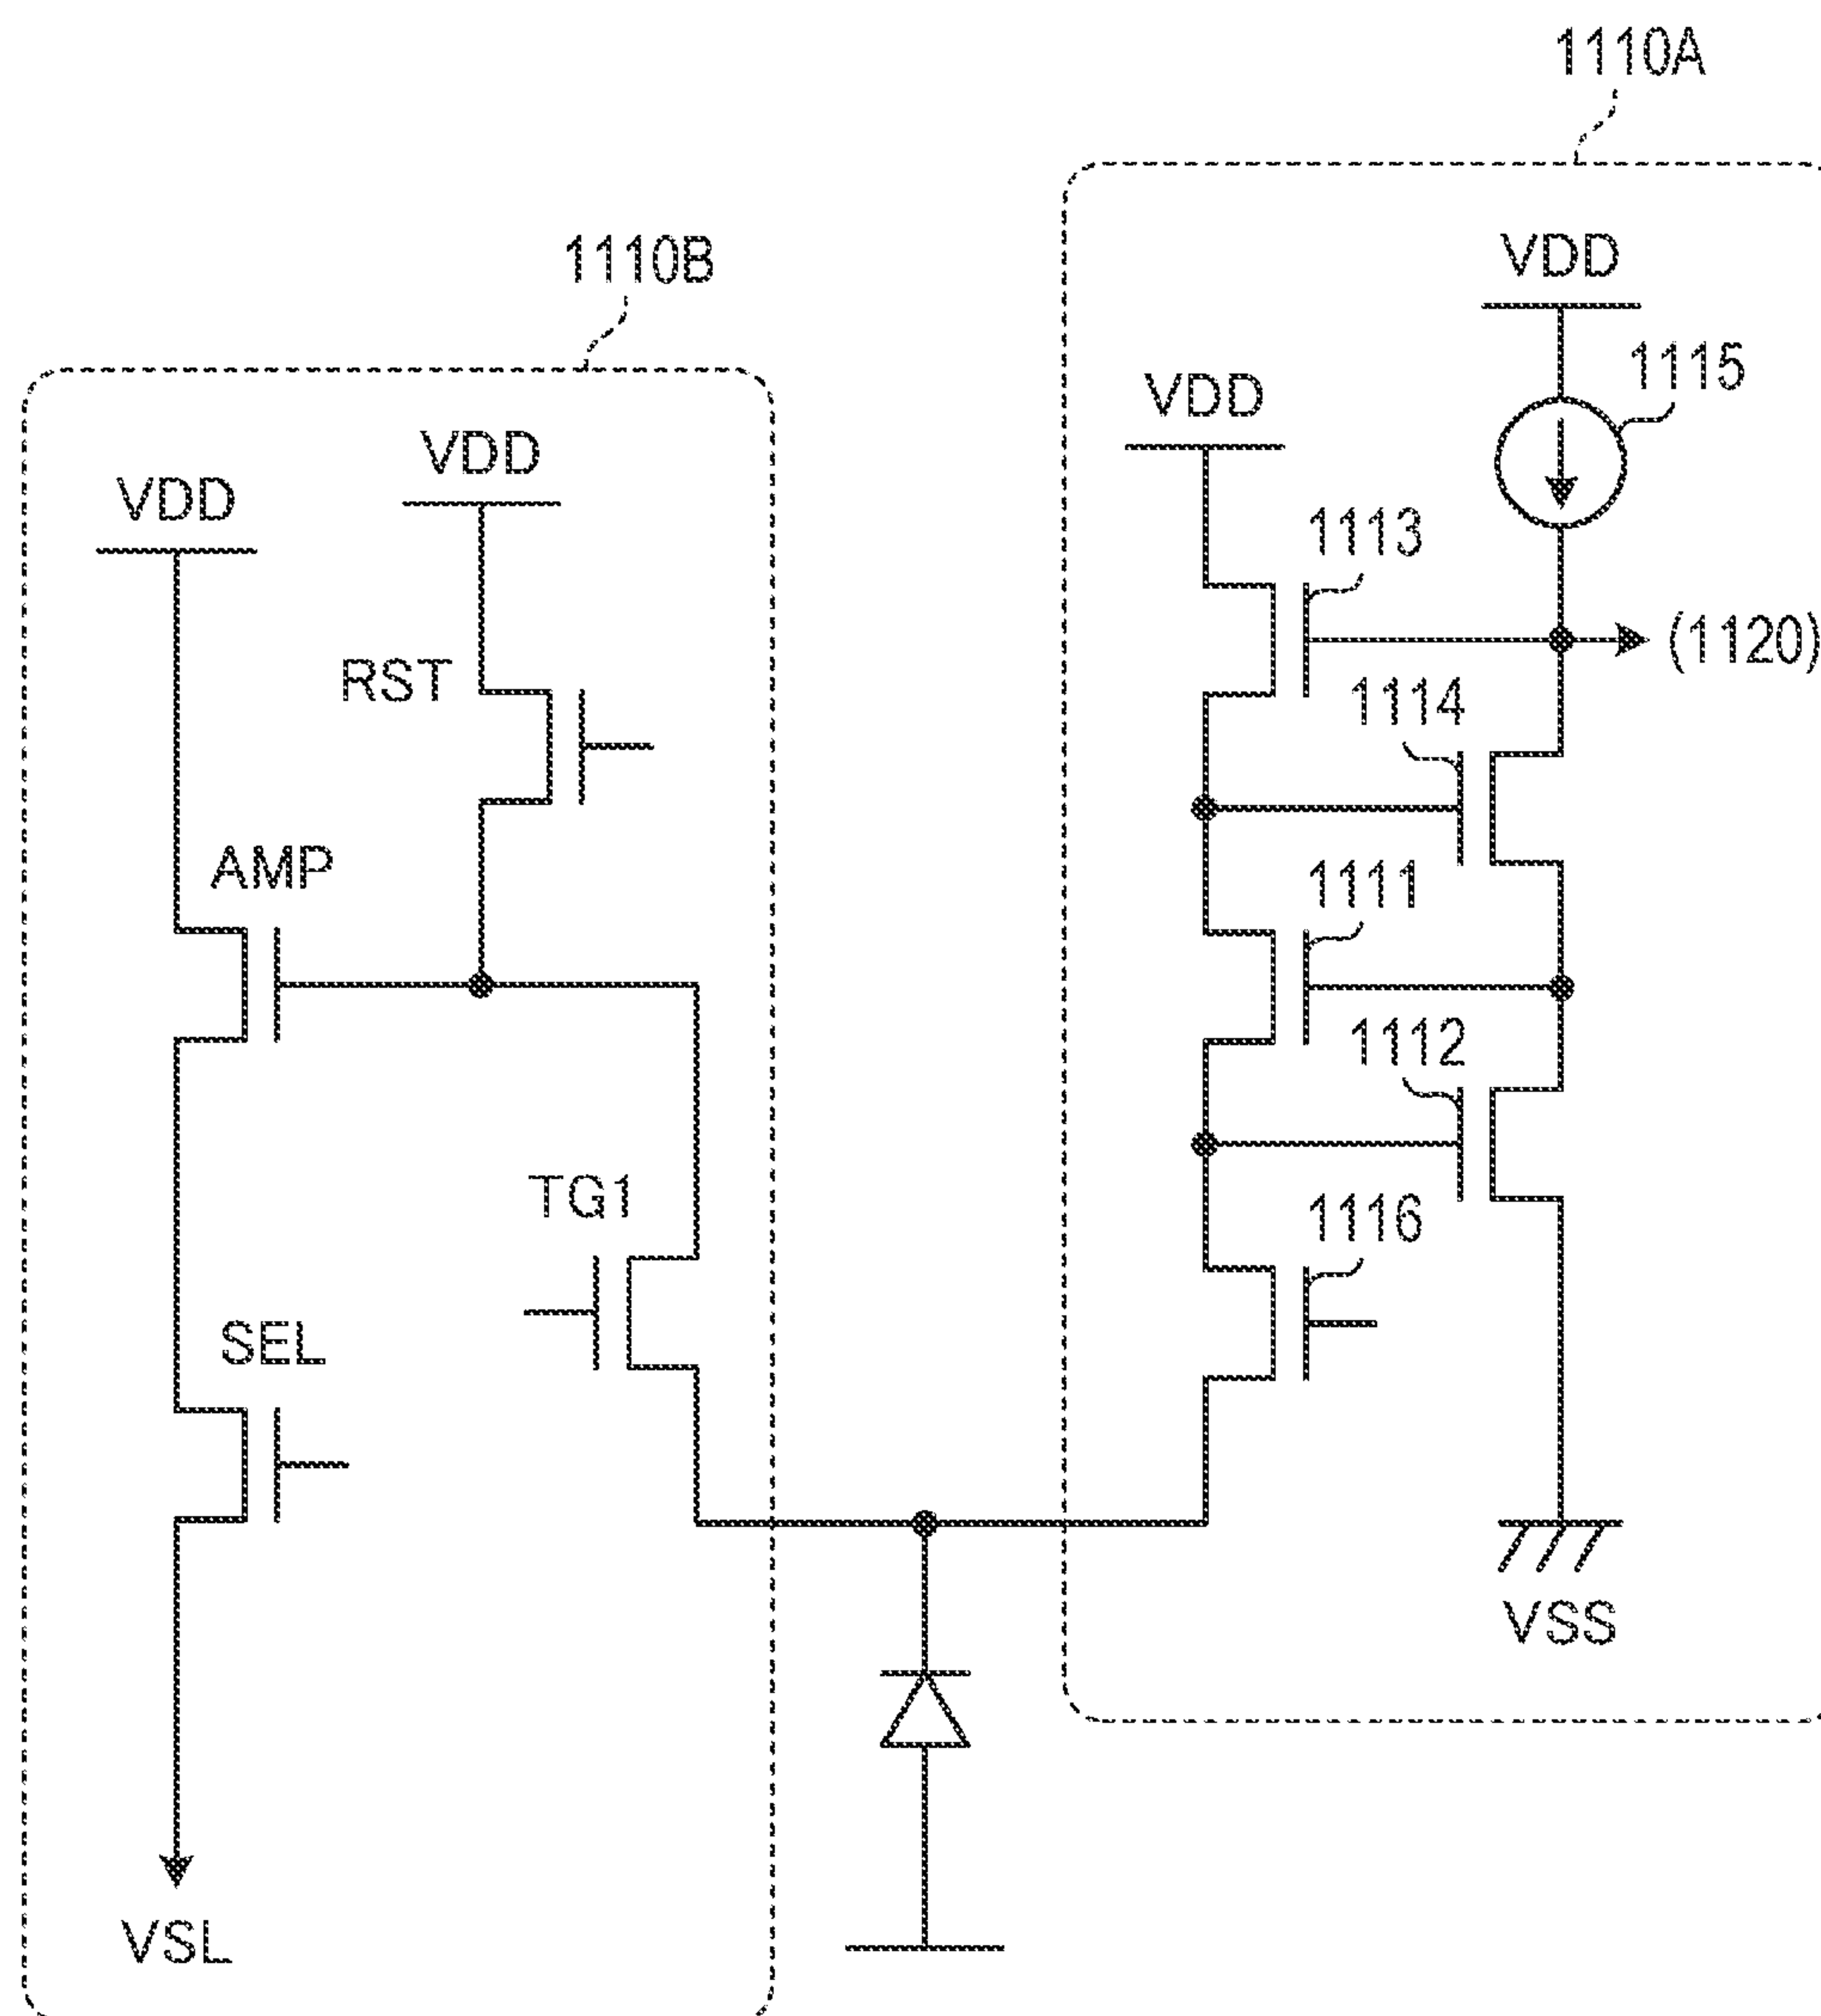 1110A
1110B
VDD
1115
VDD
VDD
VDD
1113
(1120)
RST
1114
AMP
1111
1112
TG1
1116
SEL
VSS
VSL